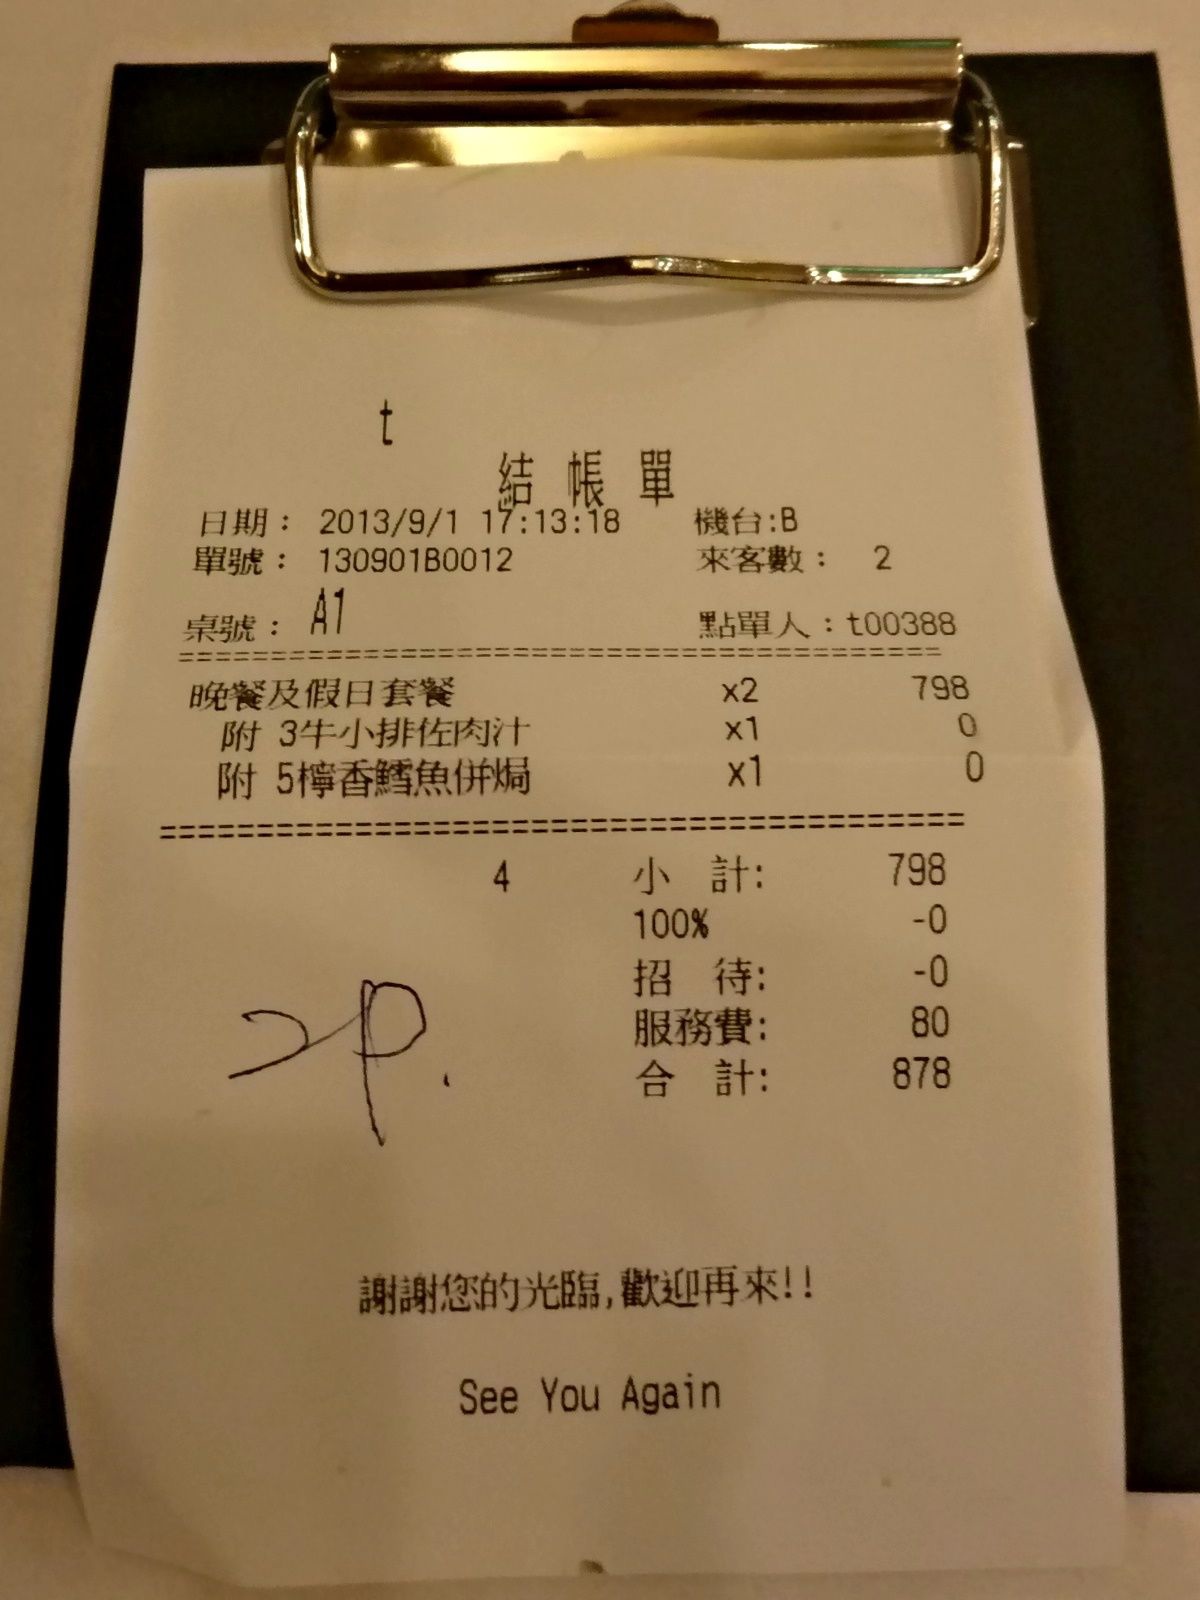 t
結帳單
日期： 2013/9/1 17:13:18 機台:B
單號： 130901B0012 來客數： 2
桌號： A1 點單人：t00388
========================================
晚餐及假日套餐 x2 798
附 3牛小排佐肉汁 x1 0
附 5檸香鱈魚併焗 x1 0
========================================
4 小 計: 798
100% -0
招 待: -0
服務費: 80
合 計: 878
2p.
謝謝您的光臨,歡迎再來!!
See You Again